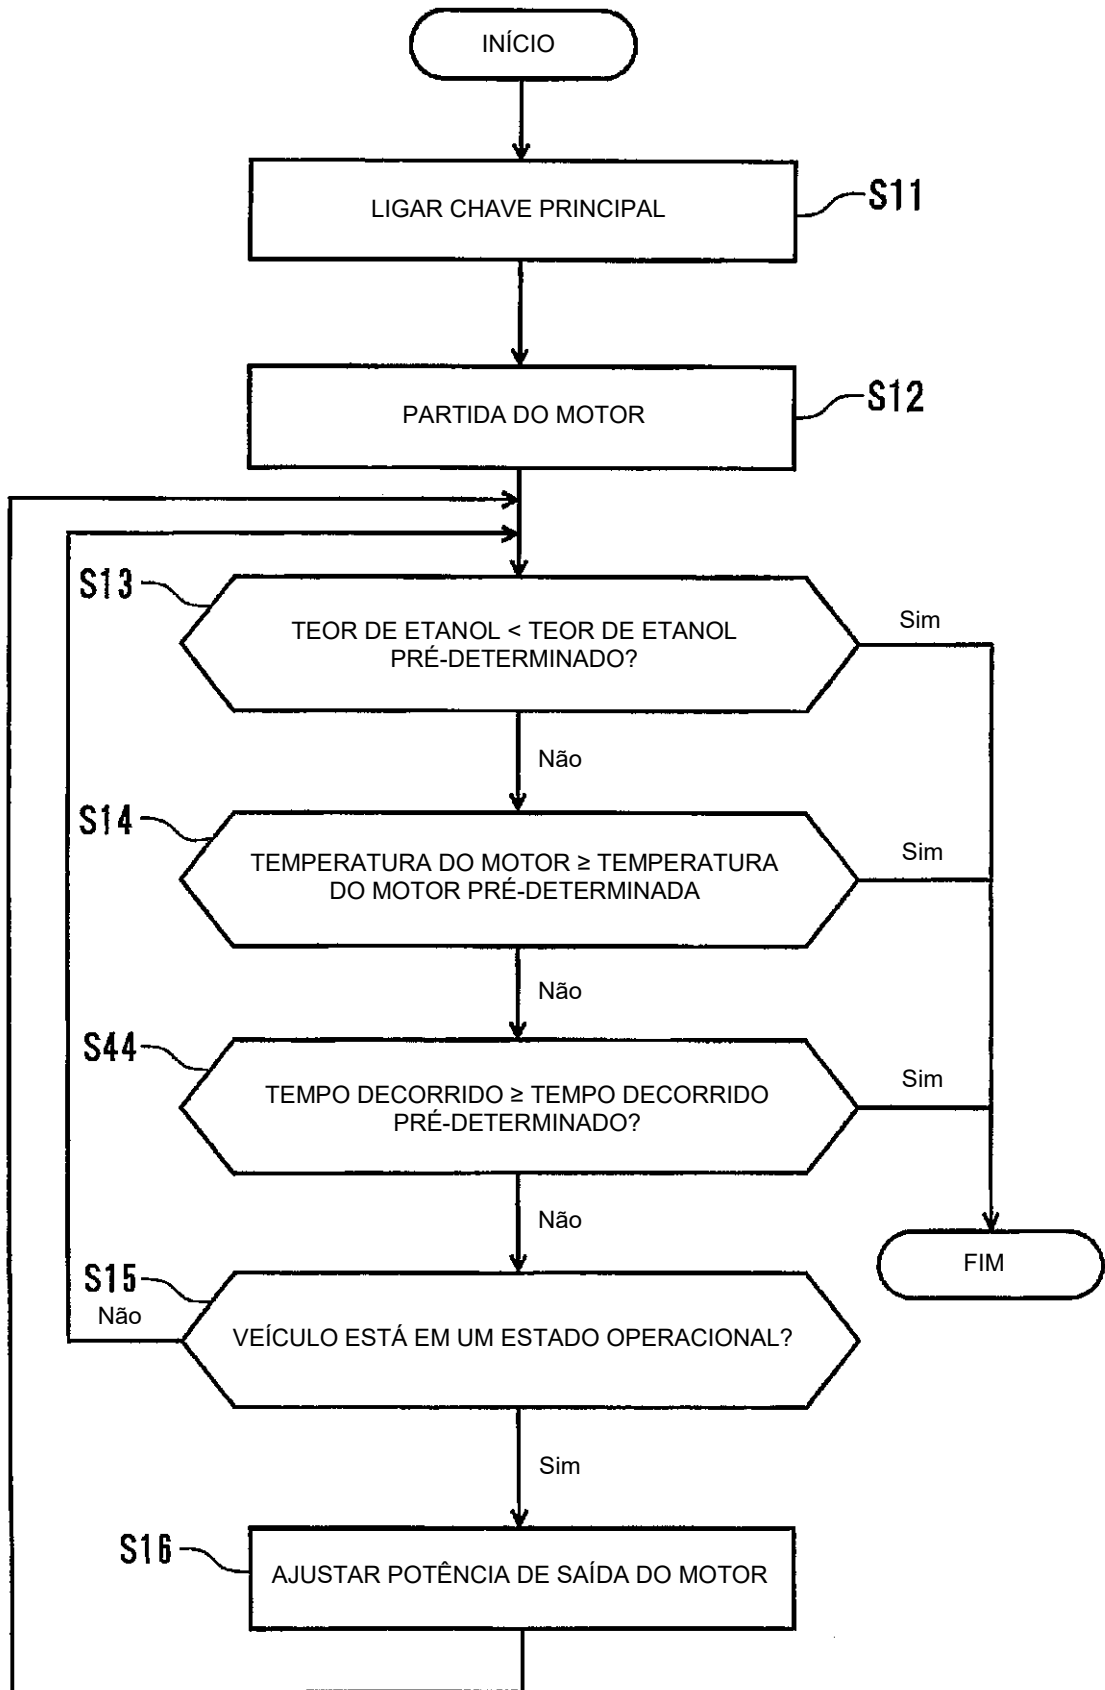 INÍCIO
LIGAR CHAVE PRINCIPAL
S11
PARTIDA DO MOTOR
S12
S13
TEOR DE ETANOL < TEOR DE ETANOL
PRÉ-DETERMINADO?
Sim
Não
S14
TEMPERATURA DO MOTOR ≥ TEMPERATURA
DO MOTOR PRÉ-DETERMINADA
Sim
Não
S44
TEMPO DECORRIDO ≥ TEMPO DECORRIDO
PRÉ-DETERMINADO?
Sim
Não
FIM
S15
Não
VEÍCULO ESTÁ EM UM ESTADO OPERACIONAL?
Sim
S16
AJUSTAR POTÊNCIA DE SAÍDA DO MOTOR